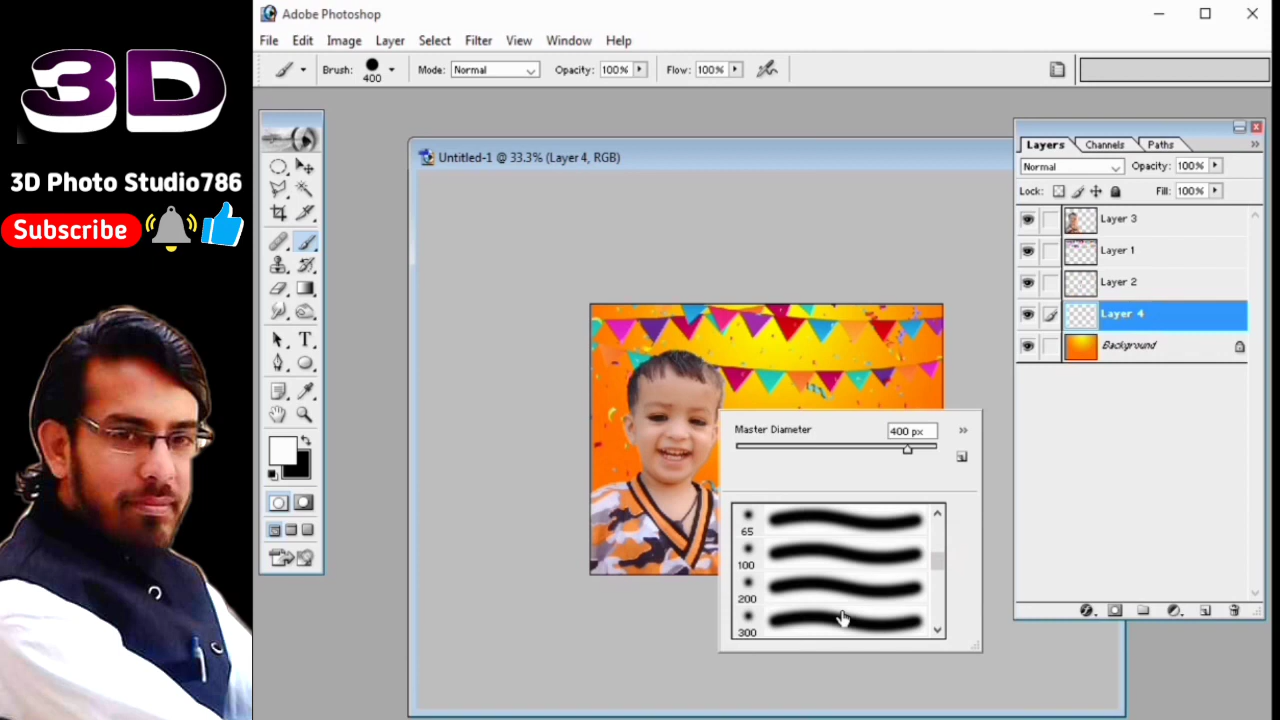 3D
3D Photo Studio786
Subscribe
Adobe Photoshop
File Edit Image Layer Select Filter View Window Help
Brush: 400 Mode: Normal Opacity: 100% Flow: 100%
Untitled-1 @ 33.3% (Layer 4, RGB)
Layers Channels Paths
Normal Opacity: 100%
Lock: Fill: 100%
Layer 3
Layer 1
Layer 2
Layer 4
Background
T
Master Diameter 400 px
65
100
200
300